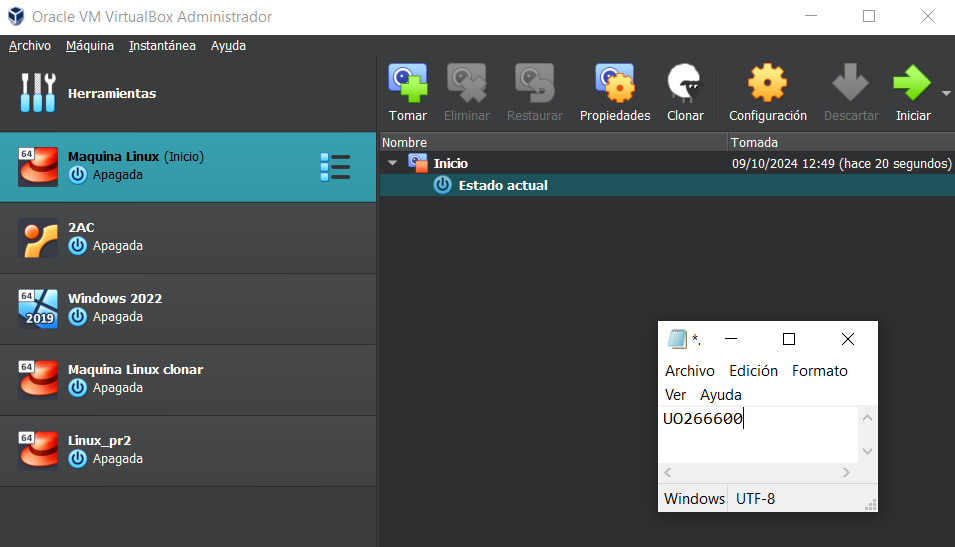 Oracle VM VirtualBox Administrador
Archivo Máquina Instantánea Ayuda
Herramientas
Tomar Eliminar Restaurar Propiedades Clonar Configuración Descartar Iniciar
Nombre Tomada
64 Maquina Linux (Inicio)
Apagada
Inicio 09/10/2024 12:49 (hace 20 segundos)
Estado actual
2AC
Apagada
64 2019 Windows 2022
Apagada
64 Maquina Linux clonar
Apagada
64 Linux_pr2
Apagada
*.
Archivo Edición Formato
Ver Ayuda
UO266600
Windows UTF-8